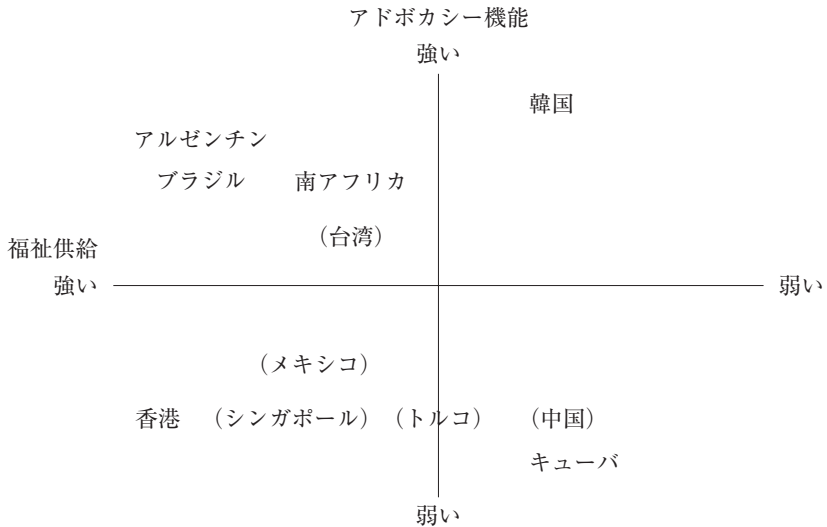 アドボカシー機能
強い
韓国
アルゼンチン
ブラジル 南アフリカ
（台湾）
福祉供給
強い 弱い
（メキシコ）
香港 （シンガポール） （トルコ） （中国）
キューバ
弱い